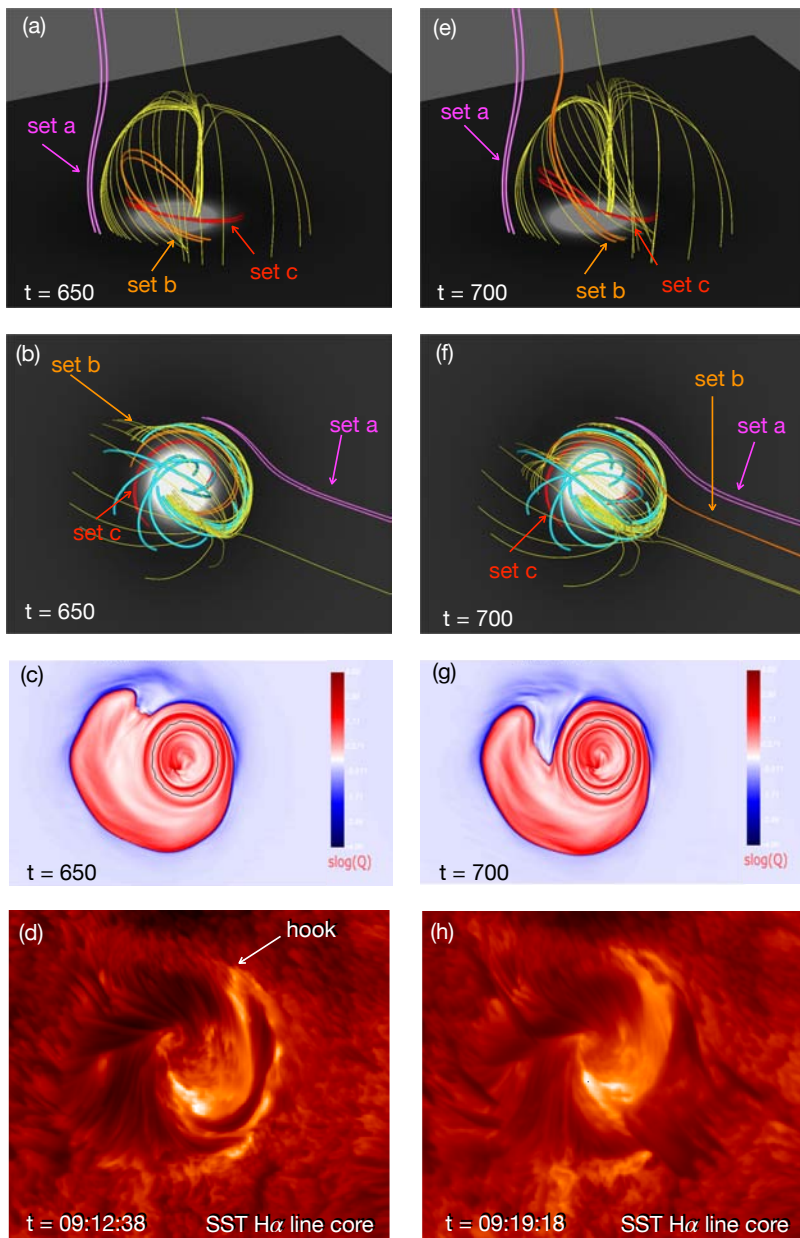 (a)
set a
set b
set c
t = 650
(e)
set a
set b
set c
t = 700
(b)
set b
set a
set c
t = 650
(f)
set b
set a
set c
t = 700
(c)
slog(Q)
t = 650
(g)
slog(Q)
t = 700
(d)
hook
t = 09:12:38
SST Hα line core
(h)
t = 09:19:18
SST Hα line core